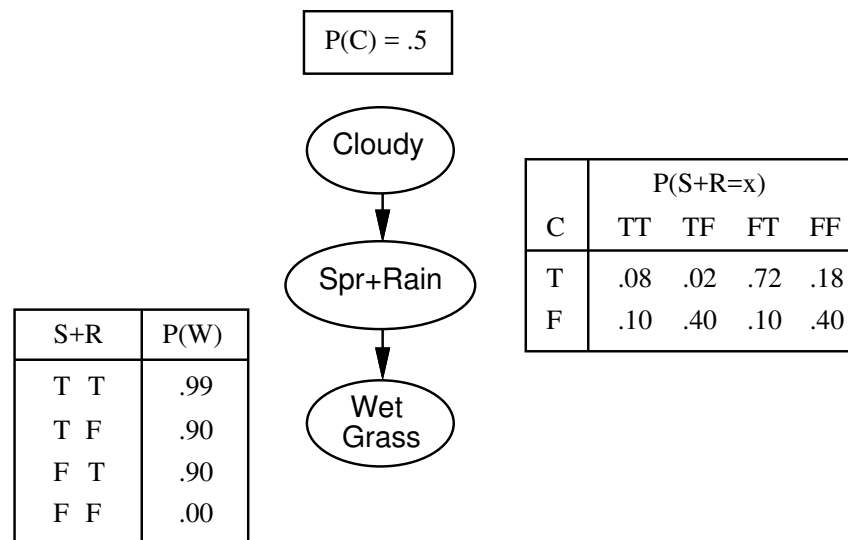 P(C) = .5
Cloudy
P(S+R=x)
C TT TF FT FF
T .08 .02 .72 .18
F .10 .40 .10 .40
Spr+Rain
S+R P(W)
T T .99
T F .90
F T .90
F F .00
Wet
Grass